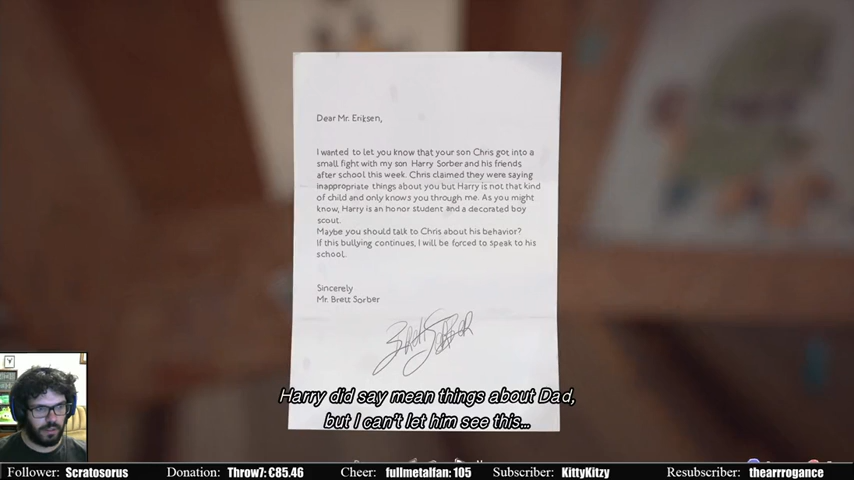 Dear Mr. Eriksen,
I wanted to let you know that your son Chris got into a
small fight with my son Harry Sorber and his friends
after school this week. Chris claimed they were saying
inappropriate things about you but Harry is not that kind
of child and only knows you through me. As you might
know, Harry is an honor student and a decorated boy
scout.
Maybe you should talk to Chris about his behavior?
If this bullying continues, I will be forced to speak to his
school.
Sincerely
Mr. Brett Sorber
Harry did say mean things about Dad,
but I can't let him see this...
Follower: Scratosorus Donation: Throw7: €85.46 Cheer: fullmetalfan: 105 Subscriber: KittyKitzy Resubscriber: thearrrogance